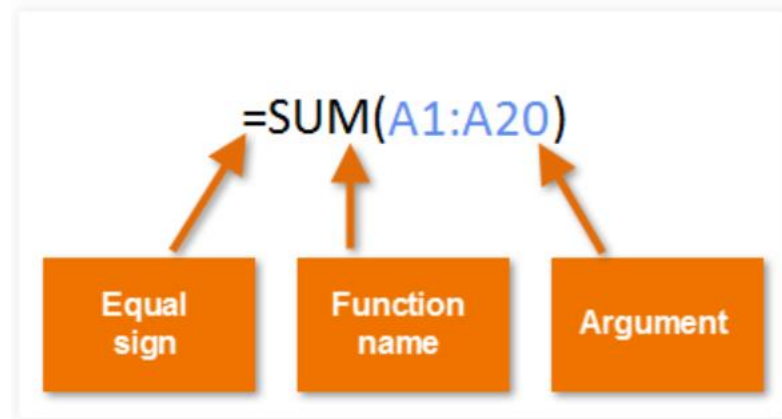 =SUM(A1:A20)
Equal
sign
Function
name
Argument